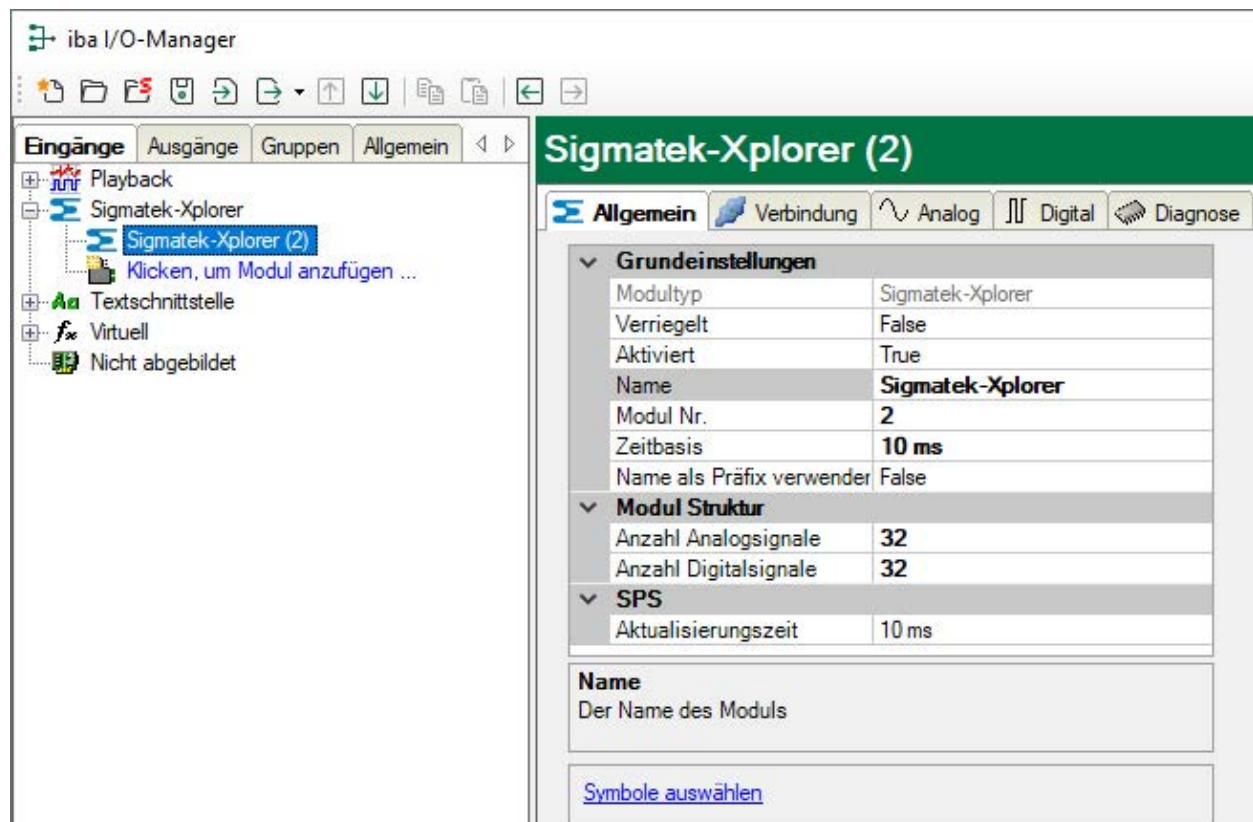 iba I/O-Manager
Eingänge Ausgänge Gruppen Allgemein
Playback
Sigmatek-Xplorer
Sigmatek-Xplorer (2)
Klicken, um Modul anzufügen ...
Textschnittstelle
Virtuell
Nicht abgebildet
Sigmatek-Xplorer (2)
Allgemein Verbindung Analog Digital Diagnose
Grundeinstellungen
Modultyp Sigmatek-Xplorer
Verriegelt False
Aktiviert True
Name Sigmatek-Xplorer
Modul Nr. 2
Zeitbasis 10 ms
Name als Präfix verwender False
Modul Struktur
Anzahl Analogsignale 32
Anzahl Digitalsignale 32
SPS
Aktualisierungszeit 10 ms
Name
Der Name des Moduls
Symbole auswählen